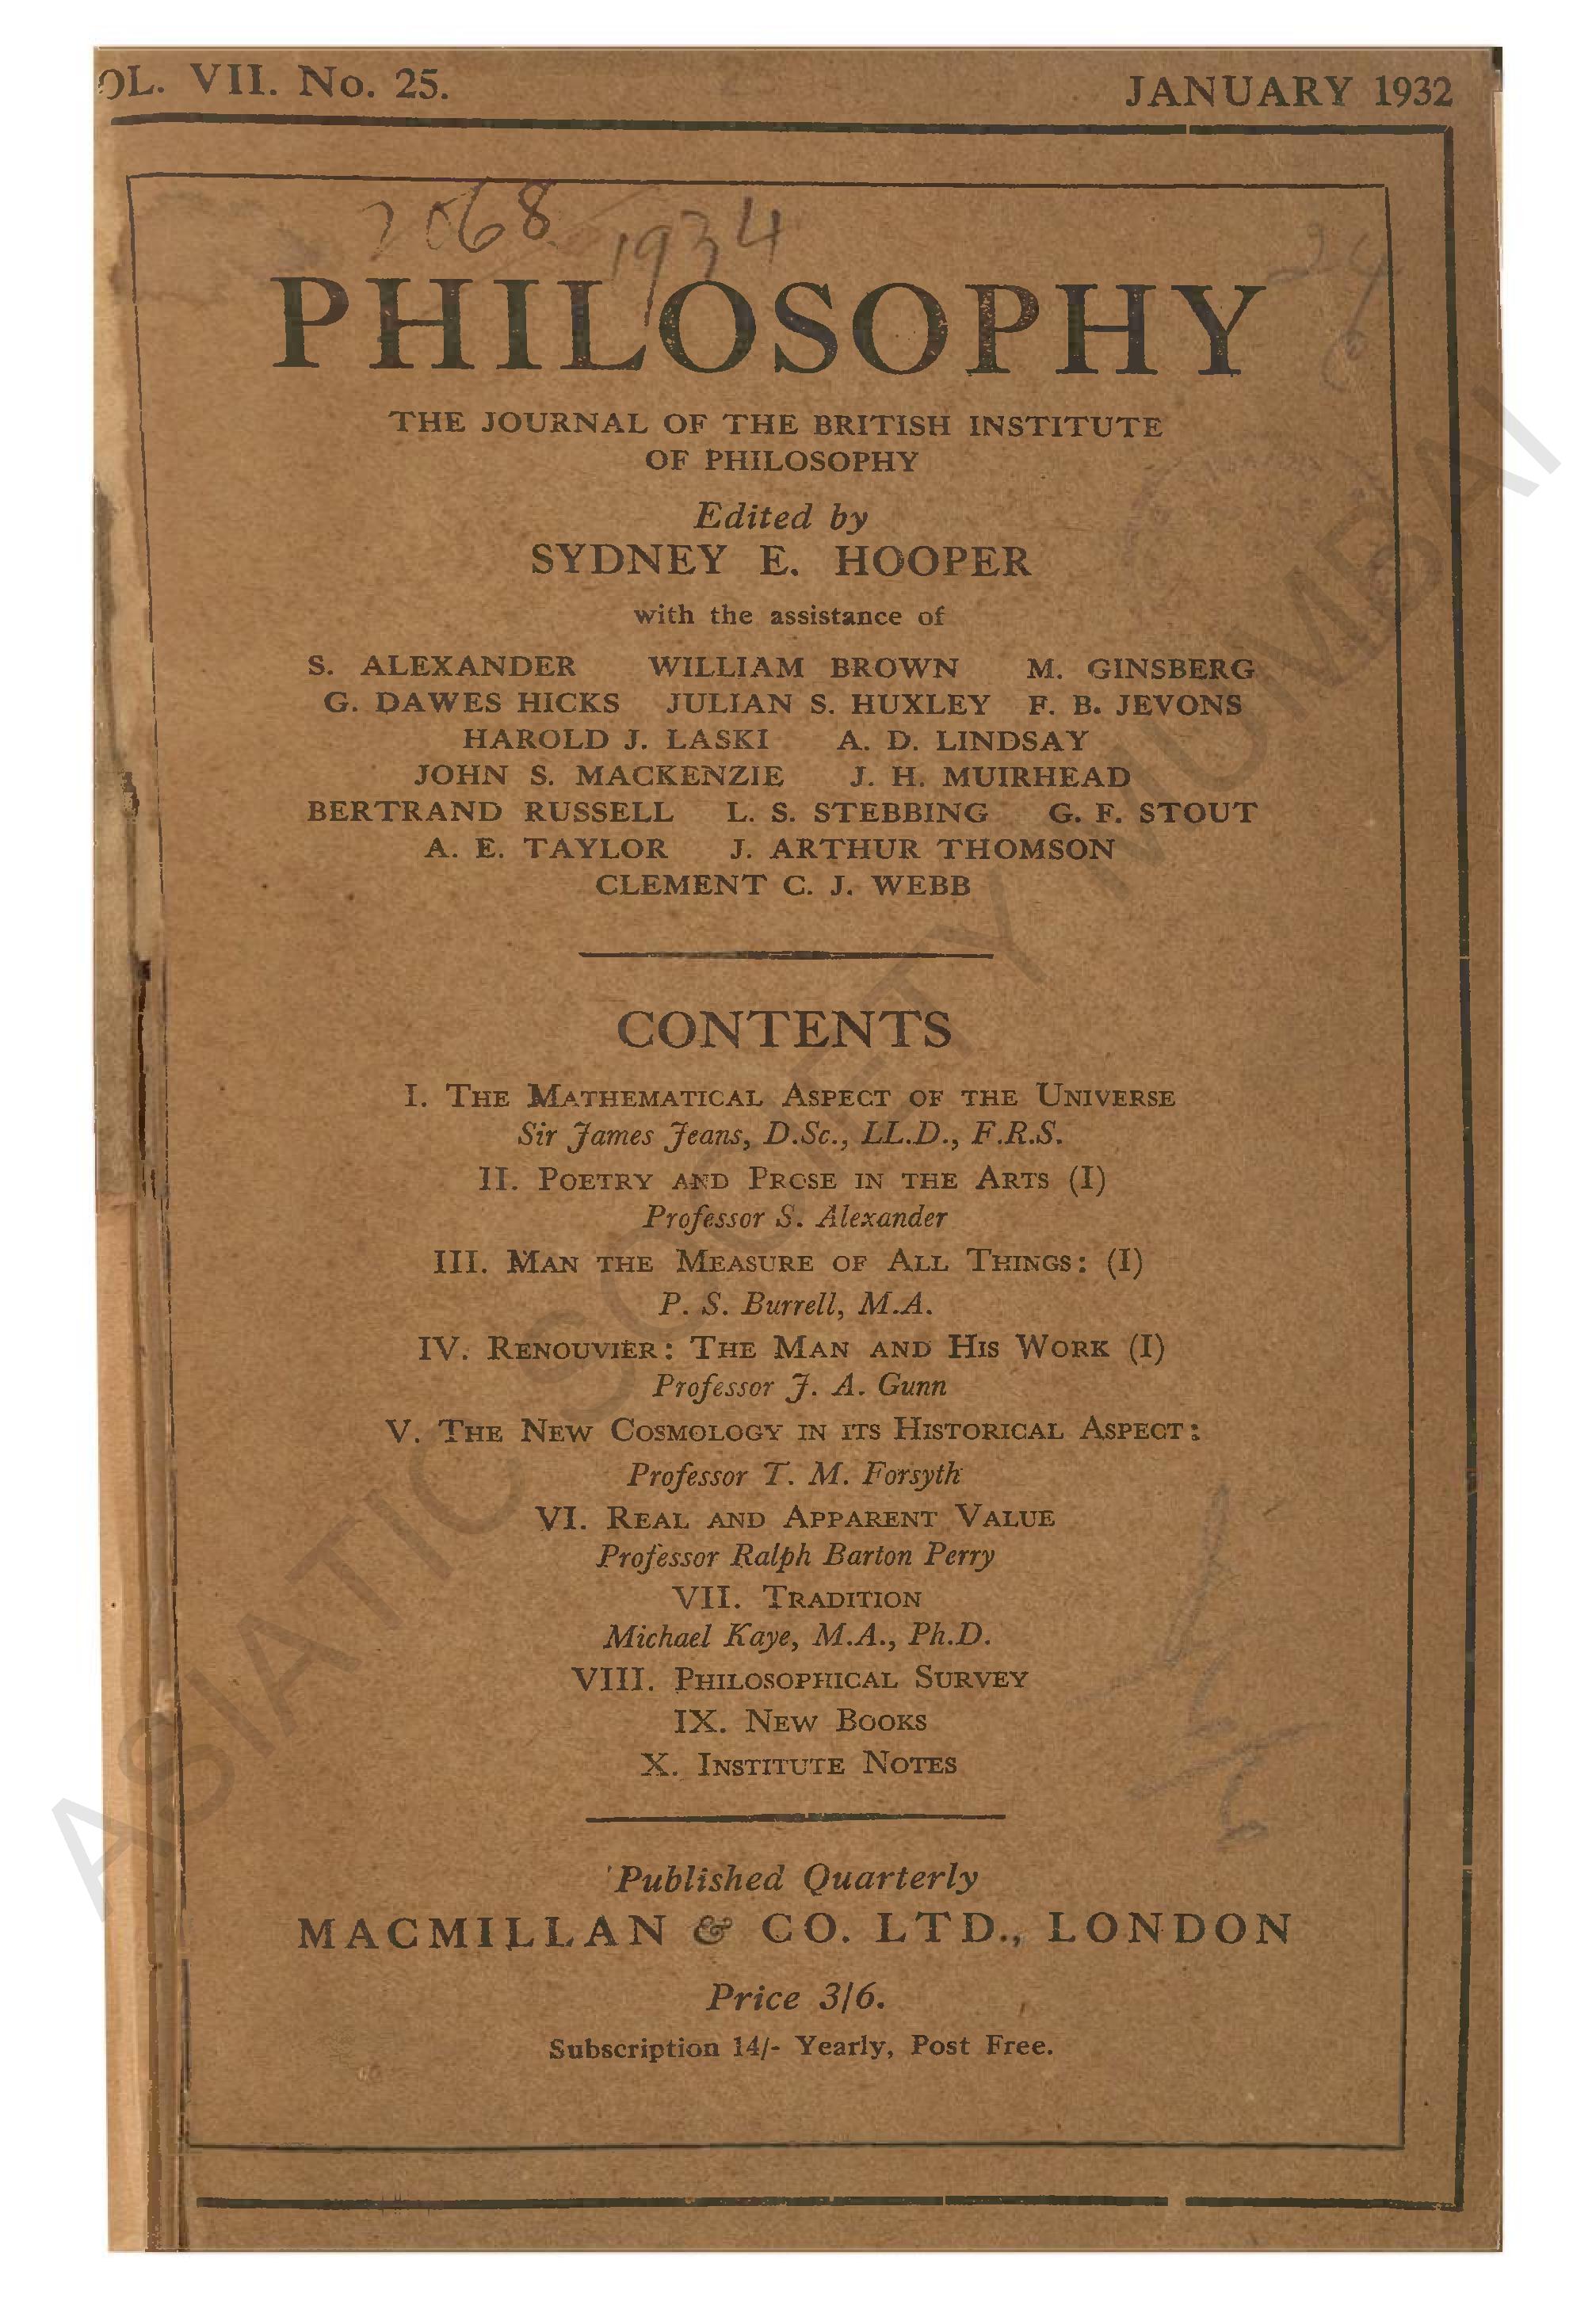 OL. VII. No. 25.
JANUARY 1932
2068
1934
PHILOSOPHY
THE JOURNAL OF THE BRITISH INSTITUTE
OF PHILOSOPHY
Edited by
SYDNEY E. HOOPER
with the assistance of
S. ALEXANDER WILLIAM BROWN M. GINSBERG
G. DAWES HICKS JULIAN S. HUXLEY F. B. JEVONS
HAROLD J. LASKI A. D. LINDSAY
JOHN S. MACKENZIE J. H. MUIRHEAD
BERTRAND RUSSELL L. S. STEBBING G. F. STOUT
A. E. TAYLOR J. ARTHUR THOMSON
CLEMENT C. J. WEBB
CONTENTS
I. THE MATHEMATICAL ASPECT OF THE UNIVERSE
Sir James Jeans, D.Sc., LL.D., F.R.S.
II. POETRY AND PROSE IN THE ARTS (I)
Professor S. Alexander
III. MAN THE MEASURE OF ALL THINGS: (I)
P. S. Burrell, M.A.
IV. RENOUVIER: THE MAN AND HIS WORK (I)
Professor J. A. Gunn
V. THE NEW COSMOLOGY IN ITS HISTORICAL ASPECT:
Professor T. M. Forsyth
VI. REAL AND APPARENT VALUE
Professor Ralph Barton Perry
VII. TRADITION
Michael Kaye, M.A., Ph.D.
VIII. PHILOSOPHICAL SURVEY
IX. NEW BOOKS
X. INSTITUTE NOTES
Published Quarterly
MACMILLAN & CO. LTD., LONDON
Price 3/6.
Subscription 14/- Yearly, Post Free.
ASIATIC SOCIETY MUMBAI